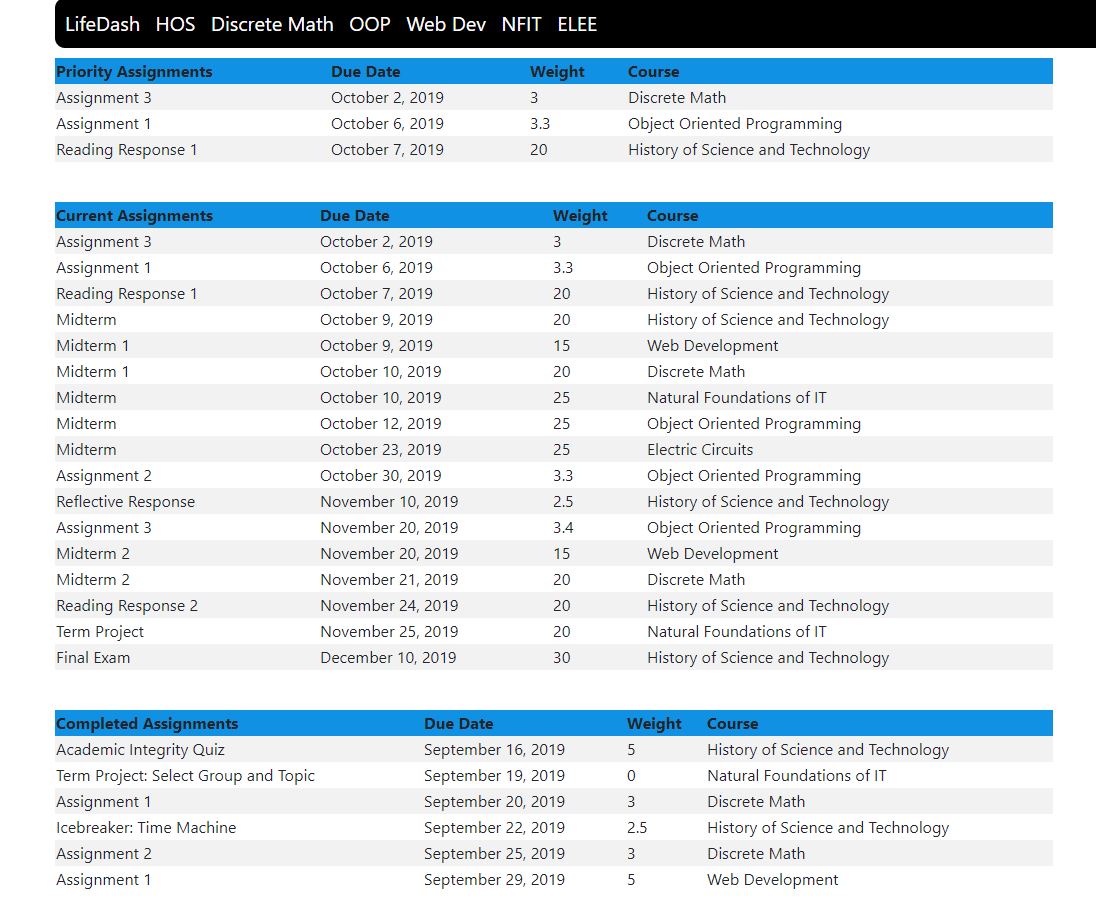 LifeDash HOS Discrete Math OOP Web Dev NFIT ELEE
Priority Assignments Due Date Weight Course
Assignment 3 October 2, 2019 3 Discrete Math
Assignment 1 October 6, 2019 3.3 Object Oriented Programming
Reading Response 1 October 7, 2019 20 History of Science and Technology
Current Assignments Due Date Weight Course
Assignment 3 October 2, 2019 3 Discrete Math
Assignment 1 October 6, 2019 3.3 Object Oriented Programming
Reading Response 1 October 7, 2019 20 History of Science and Technology
Midterm October 9, 2019 20 History of Science and Technology
Midterm 1 October 9, 2019 15 Web Development
Midterm 1 October 10, 2019 20 Discrete Math
Midterm October 10, 2019 25 Natural Foundations of IT
Midterm October 12, 2019 25 Object Oriented Programming
Midterm October 23, 2019 25 Electric Circuits
Assignment 2 October 30, 2019 3.3 Object Oriented Programming
Reflective Response November 10, 2019 2.5 History of Science and Technology
Assignment 3 November 20, 2019 3.4 Object Oriented Programming
Midterm 2 November 20, 2019 15 Web Development
Midterm 2 November 21, 2019 20 Discrete Math
Reading Response 2 November 24, 2019 20 History of Science and Technology
Term Project November 25, 2019 20 Natural Foundations of IT
Final Exam December 10, 2019 30 History of Science and Technology
Completed Assignments Due Date Weight Course
Academic Integrity Quiz September 16, 2019 5 History of Science and Technology
Term Project: Select Group and Topic September 19, 2019 0 Natural Foundations of IT
Assignment 1 September 20, 2019 3 Discrete Math
Icebreaker: Time Machine September 22, 2019 2.5 History of Science and Technology
Assignment 2 September 25, 2019 3 Discrete Math
Assignment 1 September 29, 2019 5 Web Development